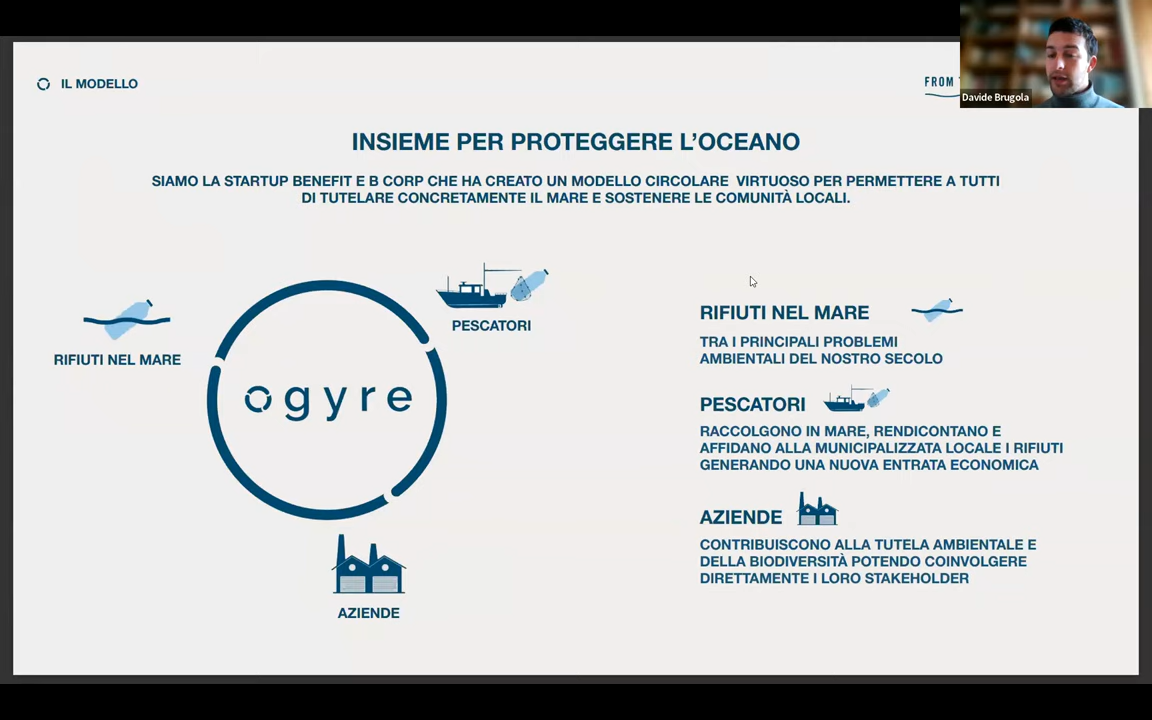 IL MODELLO
FROM
Davide Brugola
INSIEME PER PROTEGGERE L’OCEANO
SIAMO LA STARTUP BENEFIT E B CORP CHE HA CREATO UN MODELLO CIRCOLARE VIRTUOSO PER PERMETTERE A TUTTI
DI TUTELARE CONCRETAMENTE IL MARE E SOSTENERE LE COMUNITÀ LOCALI.
PESCATORI
RIFIUTI NEL MARE
ogyre
AZIENDE
RIFIUTI NEL MARE
TRA I PRINCIPALI PROBLEMI
AMBIENTALI DEL NOSTRO SECOLO
PESCATORI
RACCOLGONO IN MARE, RENDICONTANO E
AFFIDANO ALLA MUNICIPALIZZATA LOCALE I RIFIUTI
GENERANDO UNA NUOVA ENTRATA ECONOMICA
AZIENDE
CONTRIBUISCONO ALLA TUTELA AMBIENTALE E
DELLA BIODIVERSITÀ POTENDO COINVOLGERE
DIRETTAMENTE I LORO STAKEHOLDER